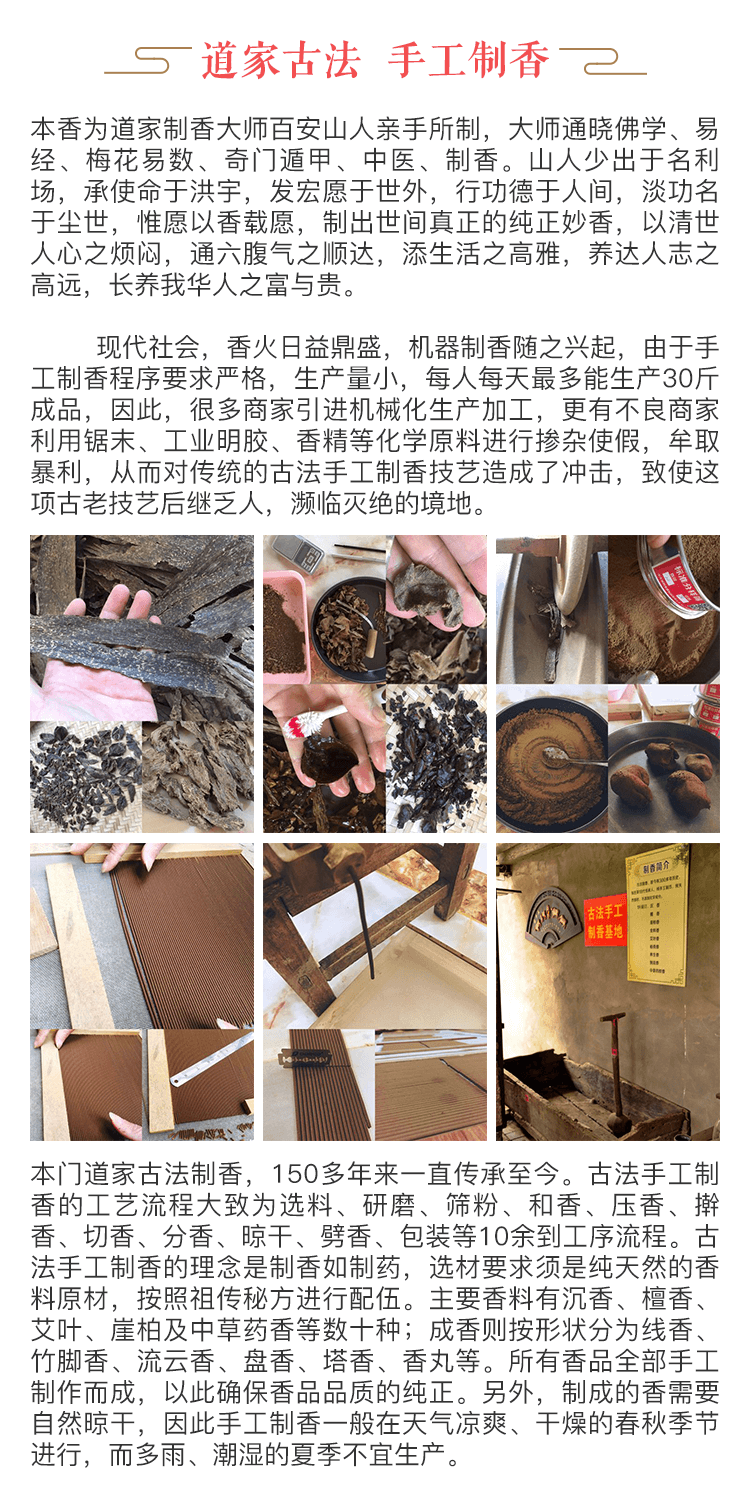 道家古法 手工制香
本香为道家制香大师百安山人亲手所制，大师通晓佛学、易
经、梅花易数、奇门遁甲、中医、制香。山人少出于名利
场，承使命于洪宇，发宏愿于世外，行功德于人间，淡功名
于尘世，惟愿以香载愿，制出世间真正的纯正妙香，以清世
人心之烦闷，通六腹气之顺达，添生活之高雅，养达人志之
高远，长养我华人之富与贵。
现代社会，香火日益鼎盛，机器制香随之兴起，由于手
工制香程序要求严格，生产量小，每人每天最多能生产30斤
成品，因此，很多商家引进机械化生产加工，更有不良商家
利用锯末、工业明胶、香精等化学原料进行掺杂使假，牟取
暴利，从而对传统的古法手工制香技艺造成了冲击，致使这
项古老技艺后继乏人，濒临灭绝的境地。
制香简介
古法手工
制香基地
本门道家古法制香，150多年来一直传承至今。古法手工制
香的工艺流程大致为选料、研磨、筛粉、和香、压香、擀
香、切香、分香、晾干、劈香、包装等10余到工序流程。古
法手工制香的理念是制香如制药，选材要求须是纯天然的香
料原材，按照祖传秘方进行配伍。主要香料有沉香、檀香、
艾叶、崖柏及中草药香等数十种；成香则按形状分为线香、
竹脚香、流云香、盘香、塔香、香丸等。所有香品全部手工
制作而成，以此确保香品品质的纯正。另外，制成的香需要
自然晾干，因此手工制香一般在天气凉爽、干燥的春秋季节
进行，而多雨、潮湿的夏季不宜生产。